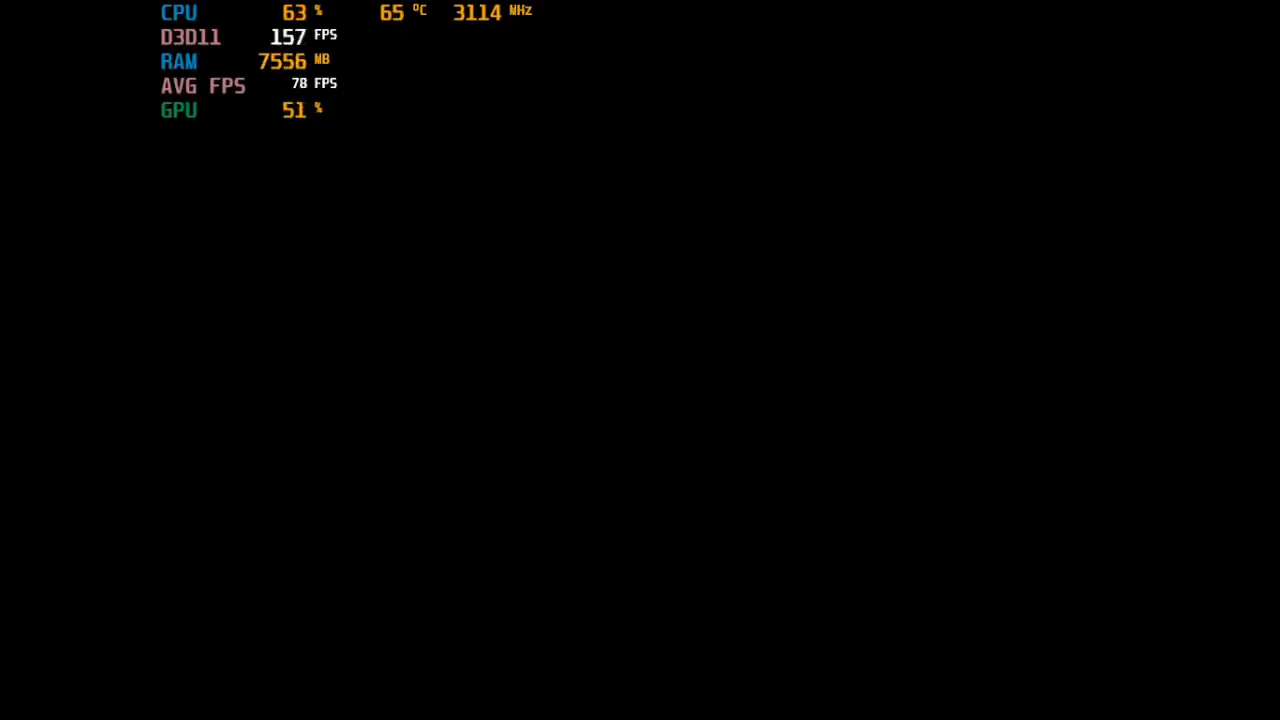 CPU 63 % 65 °C 3114 MHz
D3D11 157 FPS
RAM 7556 MB
AVG FPS 78 FPS
GPU 51 %